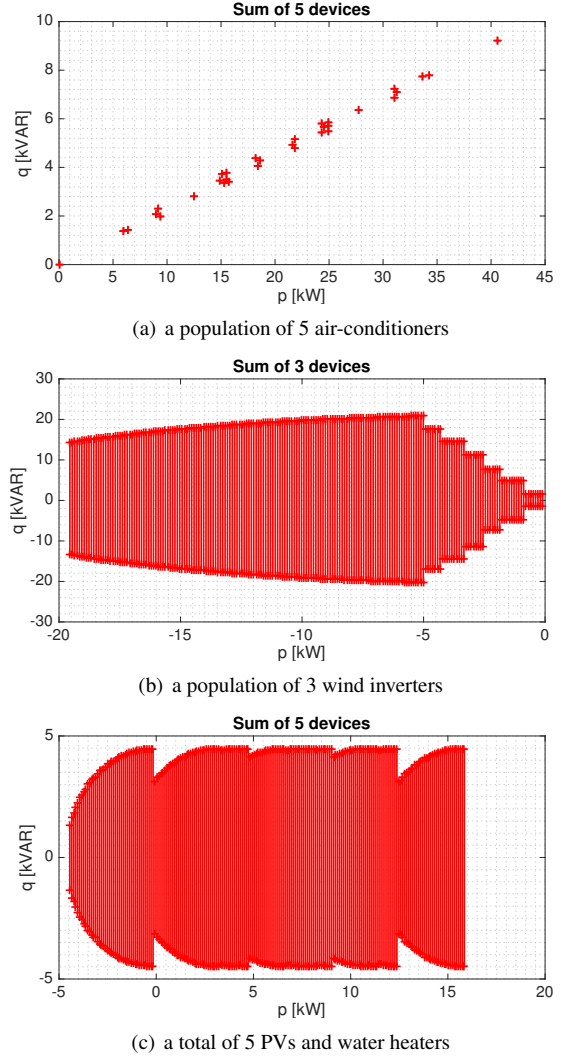 Sum of 5 devices
10
8
6
4
2
0
q [kVAR]
0 5 10 15 20 25 30 35 40 45
p [kW]
(a) a population of 5 air-conditioners
Sum of 3 devices
30
20
10
0
-10
-20
-30
q [kVAR]
-20 -15 -10 -5 0
p [kW]
(b) a population of 3 wind inverters
Sum of 5 devices
5
0
-5
q [kVAR]
-5 0 5 10 15 20
p [kW]
(c) a total of 5 PVs and water heaters